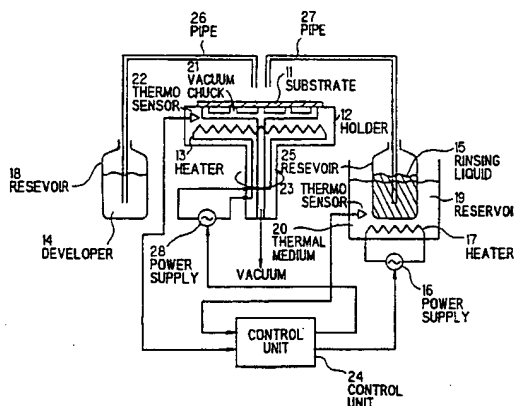 26
PIPE
27
PIPE
22
THERMO
SENSOR
21
VACUUM
CHUCK
11
SUBSTRATE
12
HOLDER
18
RESEVOIR
13
HEATER
25
RESEVOIR
23
THERMO
SENSOR
15
RINSING
LIQUID
19
RESERVOIR
14 DEVELOPER
28
POWER
SUPPLY
VACUUM
20
THERMAL
MEDIUM
17
HEATER
16
POWER
SUPPLY
CONTROL
UNIT
24
CONTROL
UNIT